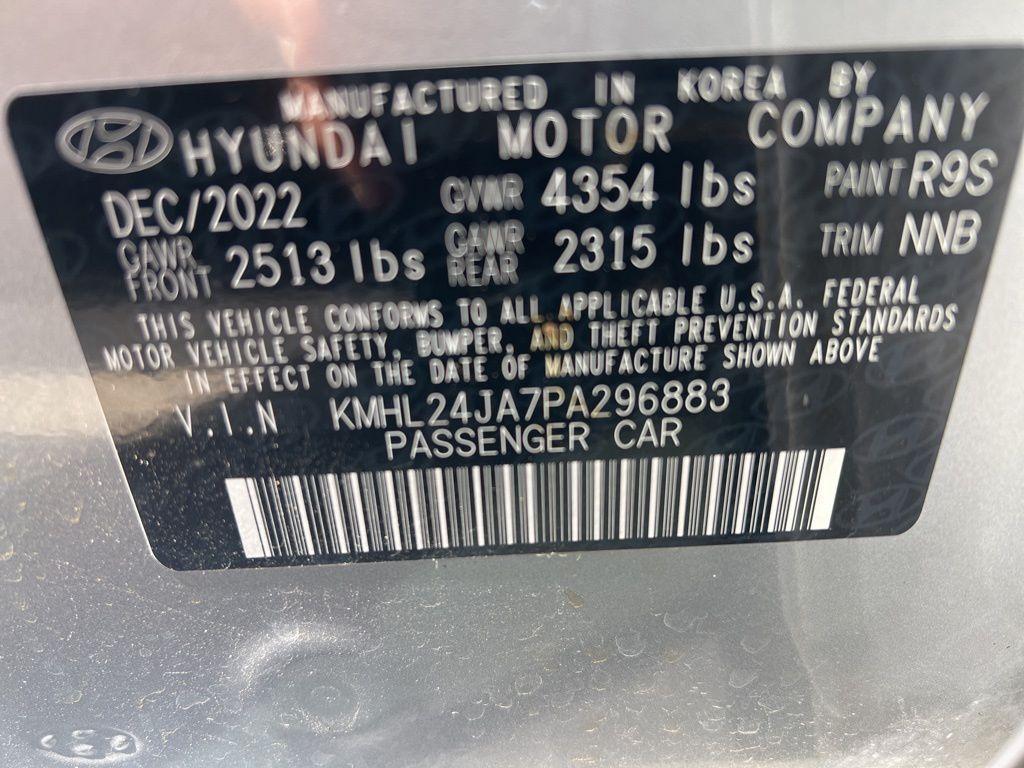 MANUFACTURED IN KOREA BY
HYUNDAI MOTOR COMPANY
DEC/2022 GVWR 4354 lbs PAINT R9S
GAWR FRONT 2513 lbs GAWR REAR 2315 lbs TRIM NNB
THIS VEHICLE CONFORMS TO ALL APPLICABLE U.S.A. FEDERAL
MOTOR VEHICLE SAFETY, BUMPER, AND THEFT PREVENTION STANDARDS
IN EFFECT ON THE DATE OF MANUFACTURE SHOWN ABOVE
V.I.N KMHL24JA7PA296883
PASSENGER CAR